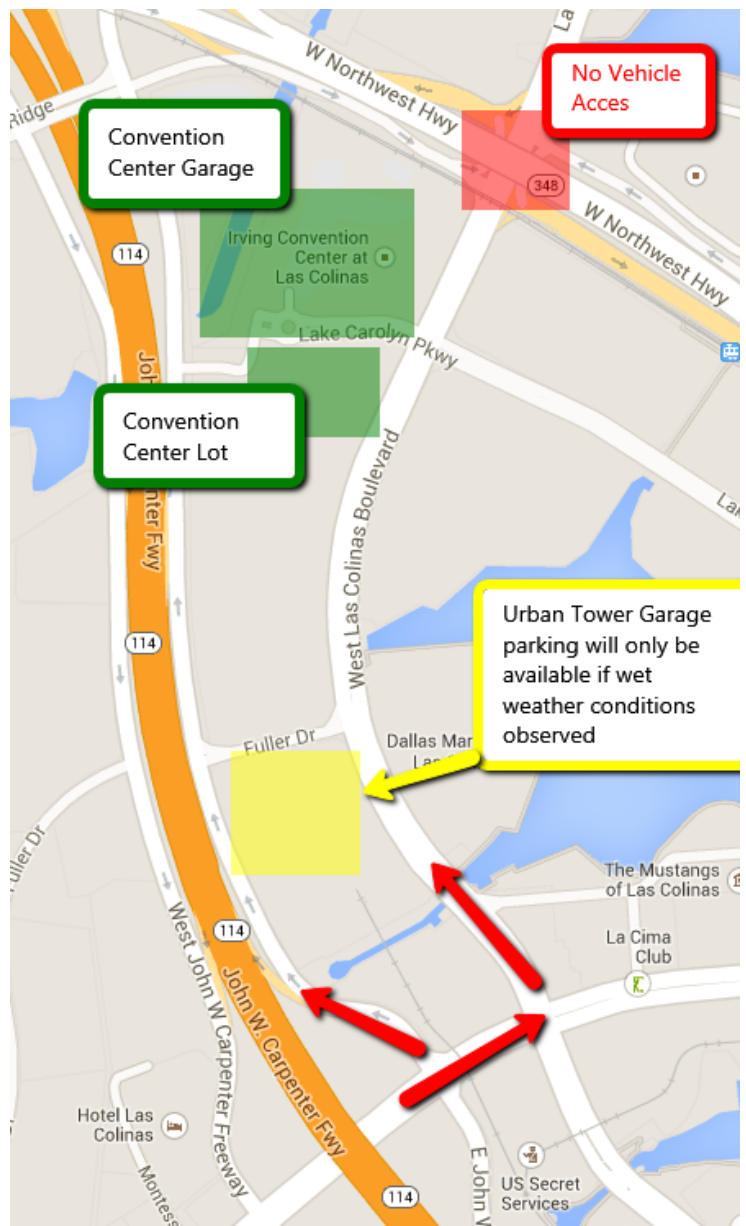 La
W Northwest Hwy
No Vehicle
Acces
Ridge
Convention
Center Garage
348
W Northwest Hwy
114
Irving Convention
Center at
Las Colinas
Lake Carolyn Pkwy
Convention
Center Lot
West Las Colinas Boulevard
114
Urban Tower Garage
parking will only be
available if wet
weather conditions
observed
Fuller Dr
Dallas Mar
Fuller Dr
The Mustangs
of Las Colinas
114
La Cima
Club
West John W Carpenter Freeway
John W. Carpenter Fwy
Hotel Las
Colinas
E John W
US Secret
Services
114